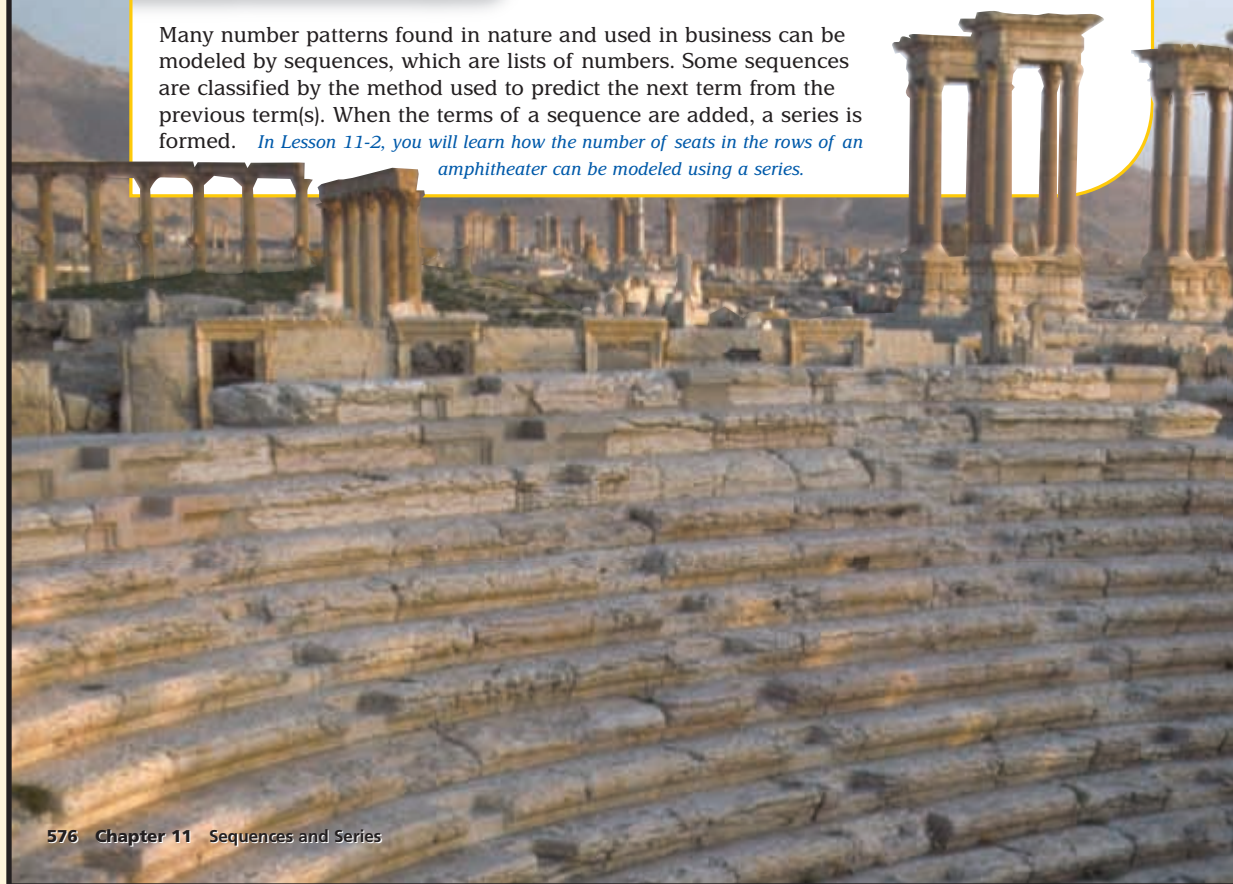 Many number patterns found in nature and used in business can be
modeled by sequences, which are lists of numbers. Some sequences
are classified by the method used to predict the next term from the
previous term(s). When the terms of a sequence are added, a series is
formed. In Lesson 11-2, you will learn how the number of seats in the rows of an
amphitheater can be modeled using a series.
576 Chapter 11 Sequences and Series